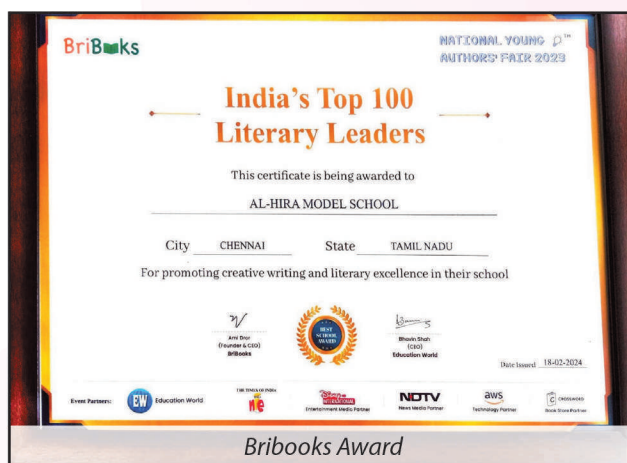 BriBooks
NATIONAL YOUNG
AUTHORS' FAIR 2023
India's Top 100
Literary Leaders
This certificate is being awarded to
AL-HIRA MODEL SCHOOL
City CHENNAI State TAMIL NADU
For promoting creative writing and literary excellence in their school
BEST
SCHOOL
AWARD
Ami Dror
(Founder & CEO)
BriBooks
Bhavin Shah
(CEO)
Education World
Date Issued 18-02-2024
Event Partners:
EW Education World
THE TIMES OF INDIA
nie
INTERNATIONAL
Entertainment Media Partner
NDTV
News Media Partner
aws
Technology Partner
CROSSWORD
Book Store Partner
Bribooks Award